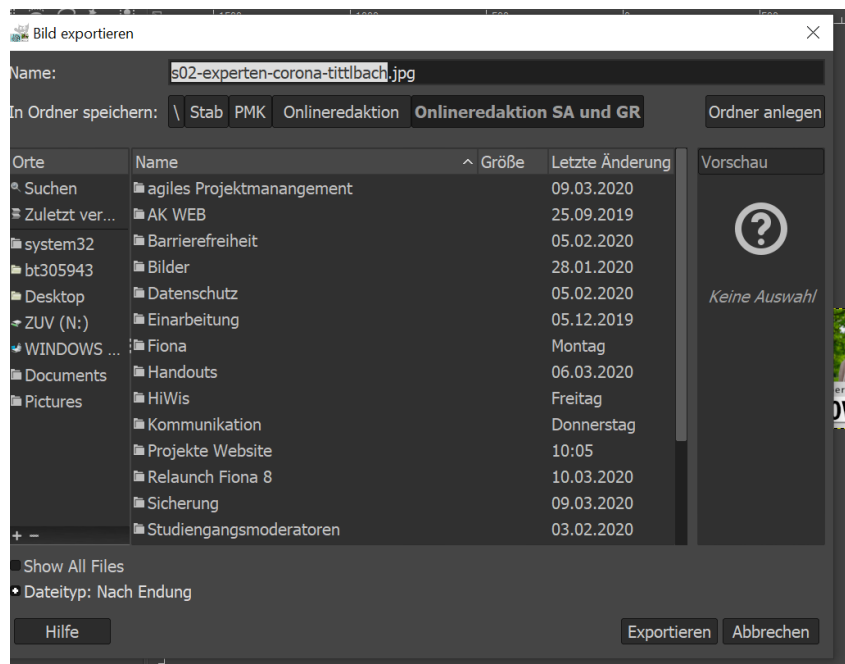 Bild exportieren
Name: s02-experten-corona-tittlbach.jpg
In Ordner speichern: \ Stab PMK Onlineredaktion Onlineredaktion SA und GR Ordner anlegen
Orte Name Größe Letzte Änderung Vorschau
Suchen agiles Projektmanangement 09.03.2020
Zuletzt ver... AK WEB 25.09.2019
system32 Barrierefreiheit 05.02.2020
bt305943 Bilder 28.01.2020
Desktop Datenschutz 05.02.2020 Keine Auswahl
ZUV (N:) Einarbeitung 05.12.2019
WINDOWS ... Fiona Montag
Documents Handouts 06.03.2020
Pictures HiWis Freitag
Kommunikation Donnerstag
Projekte Website 10:05
Relaunch Fiona 8 10.03.2020
Sicherung 09.03.2020
Studiengangsmoderatoren 03.02.2020
Show All Files
Dateityp: Nach Endung
Hilfe Exportieren Abbrechen